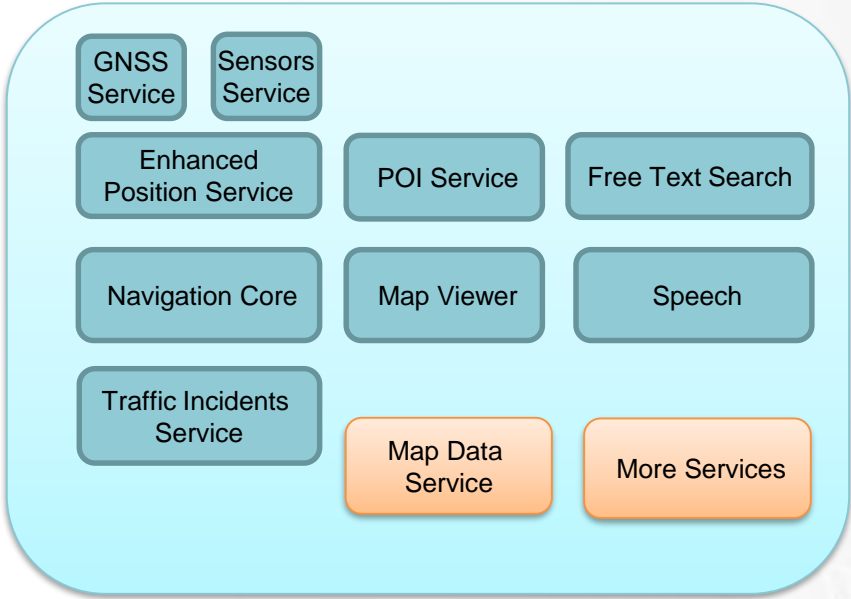 GNSS
Service
Sensors
Service
Enhanced
Position Service
POI Service
Free Text Search
Navigation Core
Map Viewer
Speech
Traffic Incidents
Service
Map Data
Service
More Services